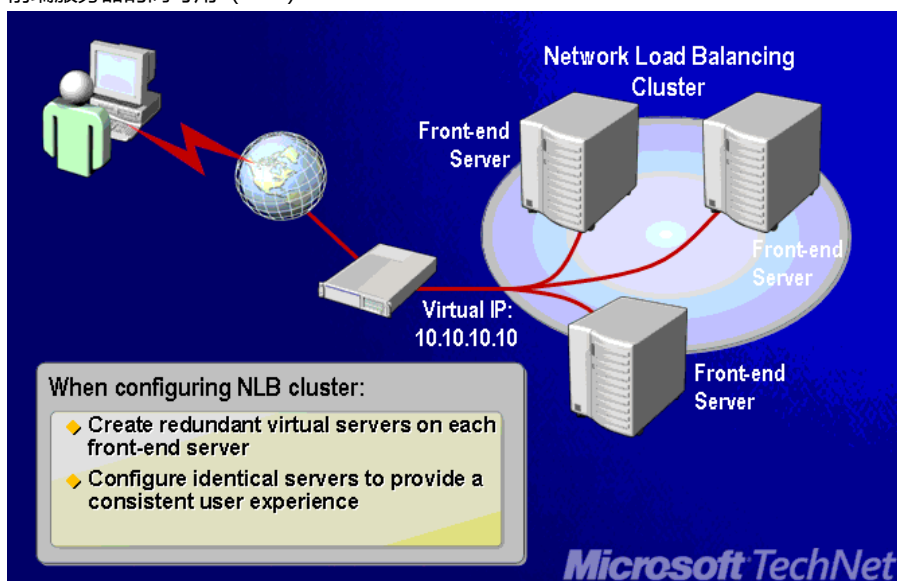 Network Load Balancing
Cluster
Front-end
Server
Front-end
Server
Virtual IP:
10.10.10.10
Front-end
Server
When configuring NLB cluster:
Create redundant virtual servers on each
front-end server
Configure identical servers to provide a
consistent user experience
Microsoft TechNet